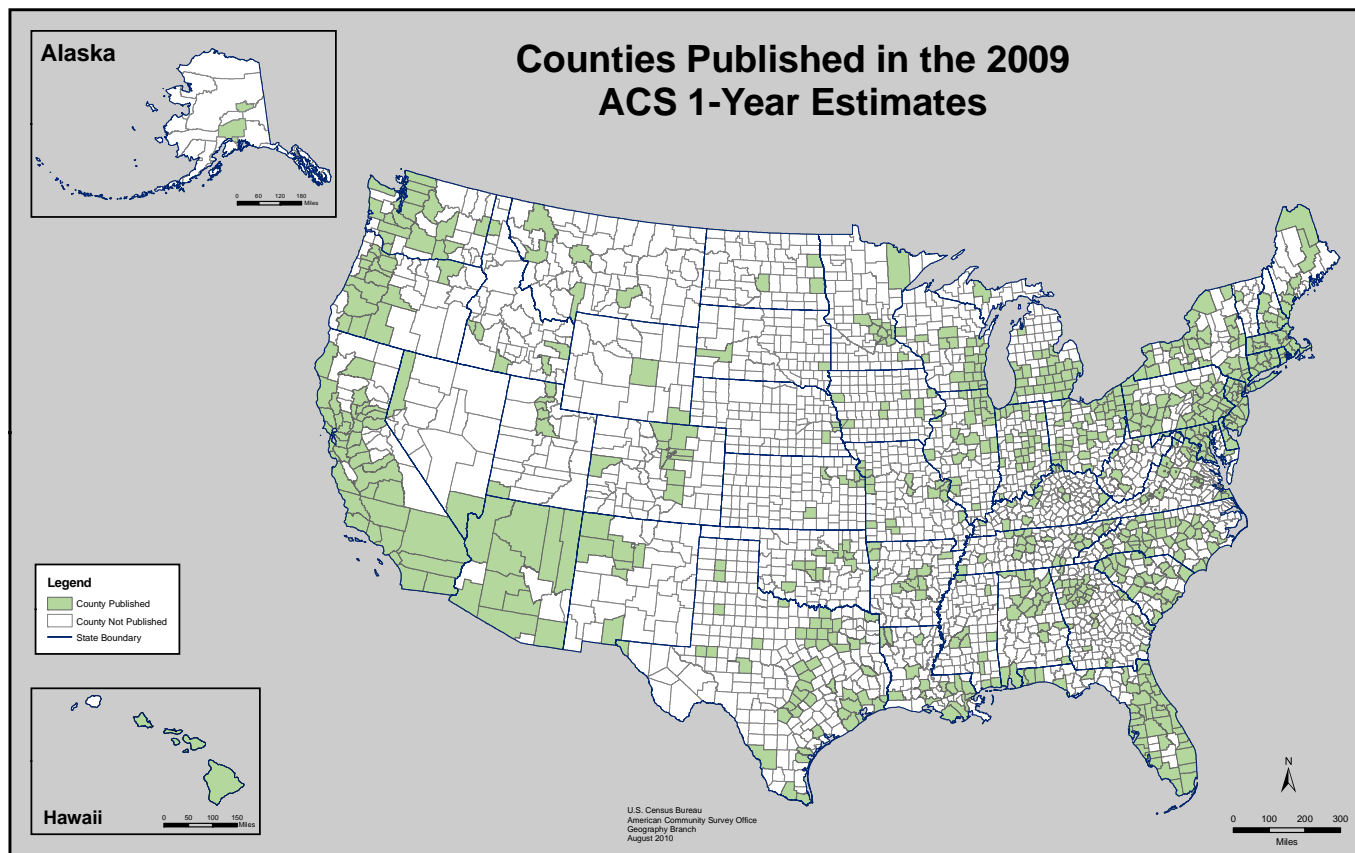 Counties Published in the 2009
ACS 1-Year Estimates
Alaska
0 60 120 180
Miles
Legend
County Published
County Not Published
State Boundary
Hawaii
0 50 100 150
Miles
U.S. Census Bureau
American Community Survey Office
Geography Branch
August 2010
N
0 100 200 300
Miles